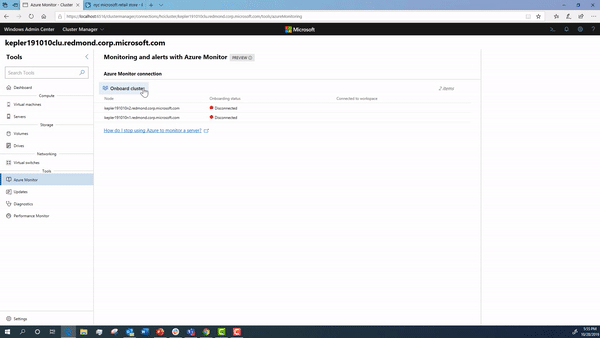 Azure Monitor - Cluster
nyc microsoft retail store - B
https://localhost:6516/clustermanager/connections/hcicluster,kepler191010clu.redmond.corp.microsoft.com/tools/azuremonitoring
Windows Admin Center
Cluster Manager
Microsoft
kepler191010clu.redmond.corp.microsoft.com
Tools
Search Tools
Dashboard
Compute
Virtual machines
Servers
Storage
Volumes
Drives
Networking
Virtual switches
Tools
Azure Monitor
Updates
Diagnostics
Performance Monitor
Settings
Monitoring and alerts with Azure Monitor
PREVIEW
Azure Monitor connection
Onboard cluster
2 items
Node
Onboarding status
Connected to workspace
kepler191010n2.redmond.corp.microsoft.com
Disconnected
kepler191010n1.redmond.corp.microsoft.com
Disconnected
How do I stop using Azure to monitor a server?
5:55 PM
10/20/2019